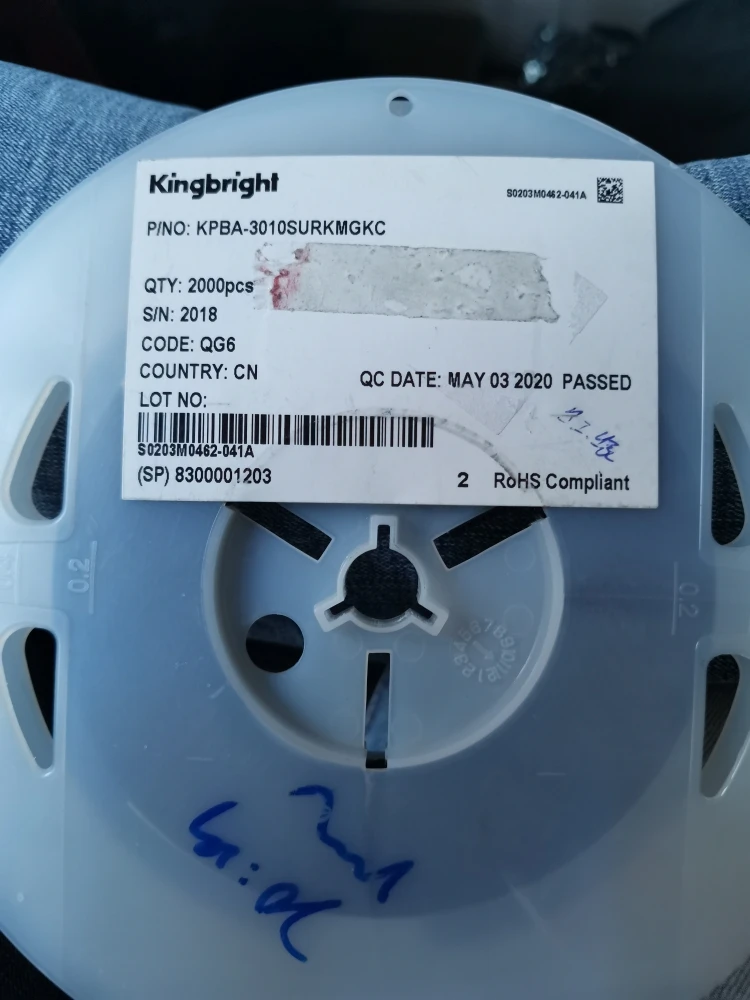 Kingbright
S0203M0462-041A
P/NO: KPBA-3010SURKMGKC
QTY: 2000pcs
S/N: 2018
CODE: QG6
COUNTRY: CN
QC DATE: MAY 03 2020 PASSED
LOT NO:
S0203M0462-041A
(SP) 8300001203
2 RoHS Compliant
0.2
0.2